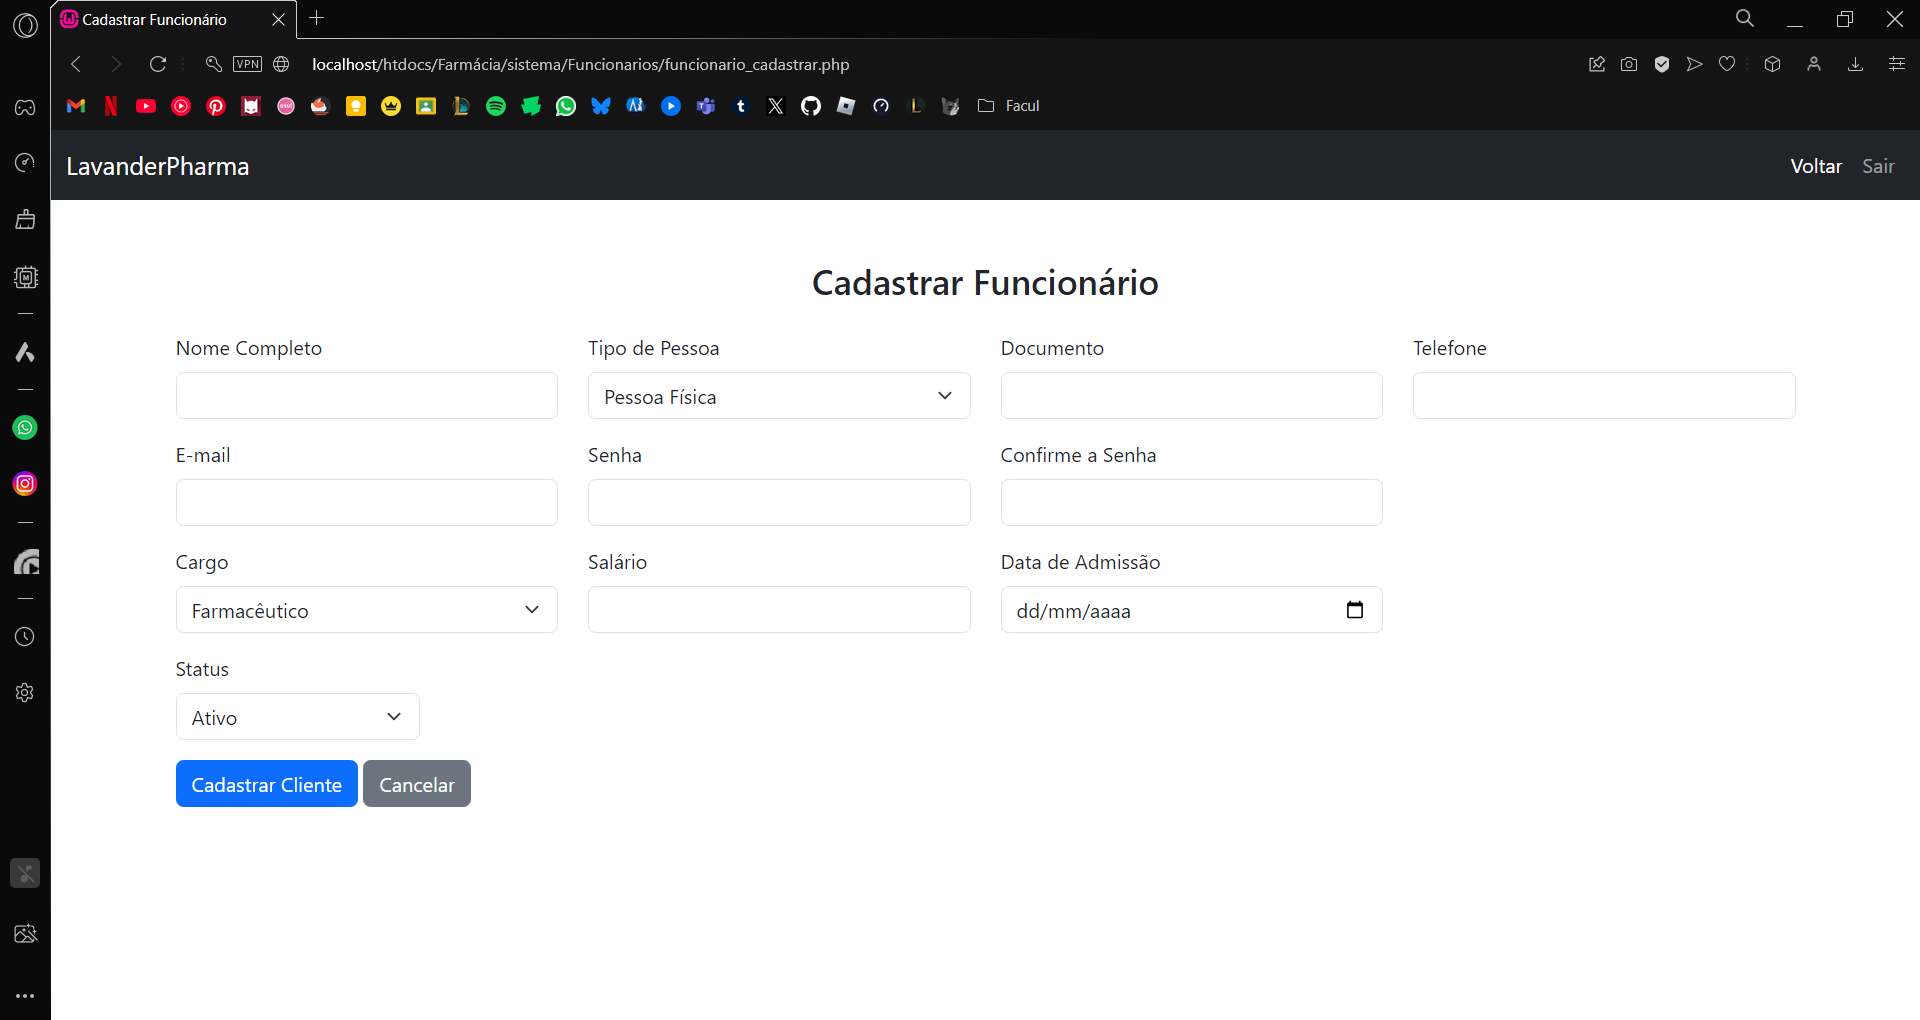 Cadastrar Funcionário
VPN
localhost/htdocs/Farmácia/sistema/Funcionarios/funcionario_cadastrar.php
Facul
LavanderPharma
Voltar Sair
Cadastrar Funcionário
Nome Completo Tipo de Pessoa Documento Telefone
Pessoa Física
E-mail Senha Confirme a Senha
Cargo Salário Data de Admissão
Farmacêutico dd/mm/aaaa
Status
Ativo
Cadastrar Cliente Cancelar